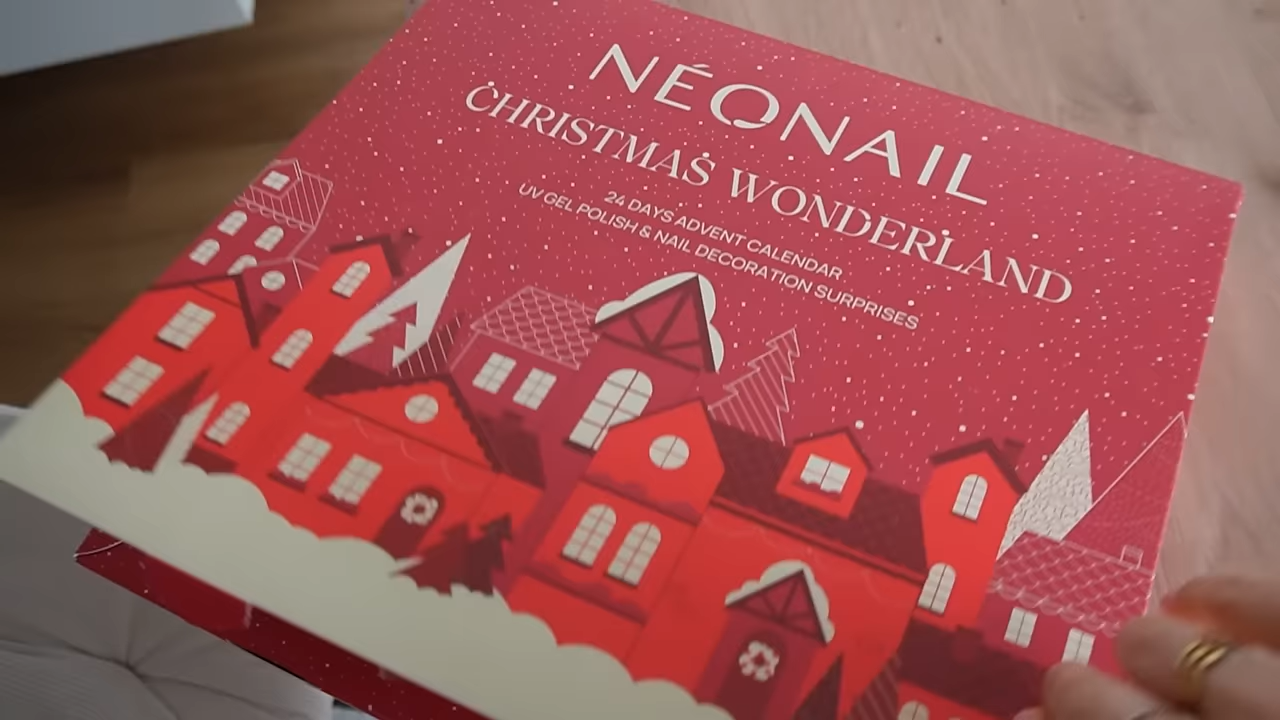 NÉONAIL
CHRISTMAS WONDERLAND
24 DAYS ADVENT CALENDAR
UV GEL POLISH & NAIL DECORATION SURPRISES